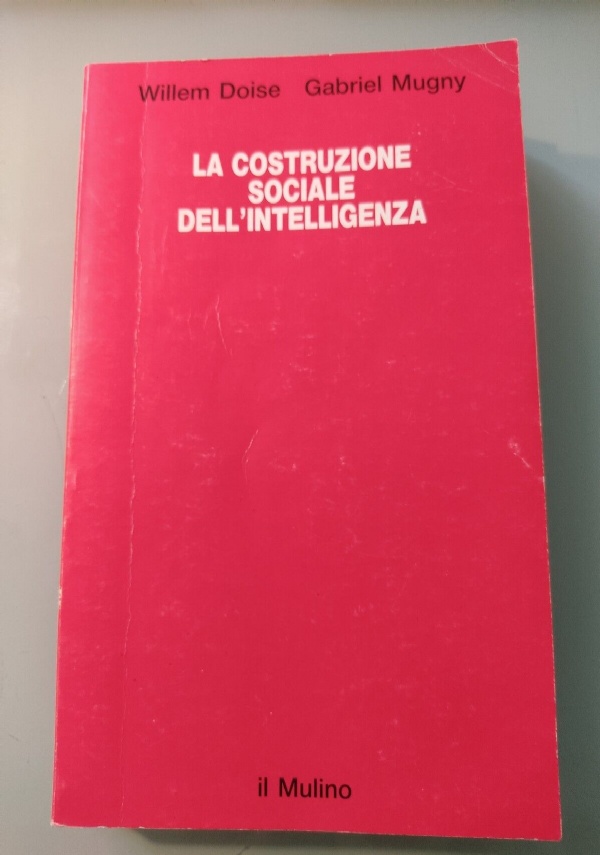 Willem Doise Gabriel Mugny
LA COSTRUZIONE
SOCIALE
DELL'INTELLIGENZA
il Mulino